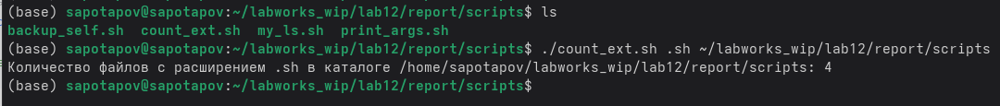 (base) sapotapov@sapotapov:~/labworks_wip/lab12/report/scripts$ ls
backup_self.sh  count_ext.sh  my_ls.sh  print_args.sh
(base) sapotapov@sapotapov:~/labworks_wip/lab12/report/scripts$ ./count_ext.sh .sh ~/labworks_wip/lab12/report/scripts
Количество файлов с расширением .sh в каталоге /home/sapotapov/labworks_wip/lab12/report/scripts: 4
(base) sapotapov@sapotapov:~/labworks_wip/lab12/report/scripts$